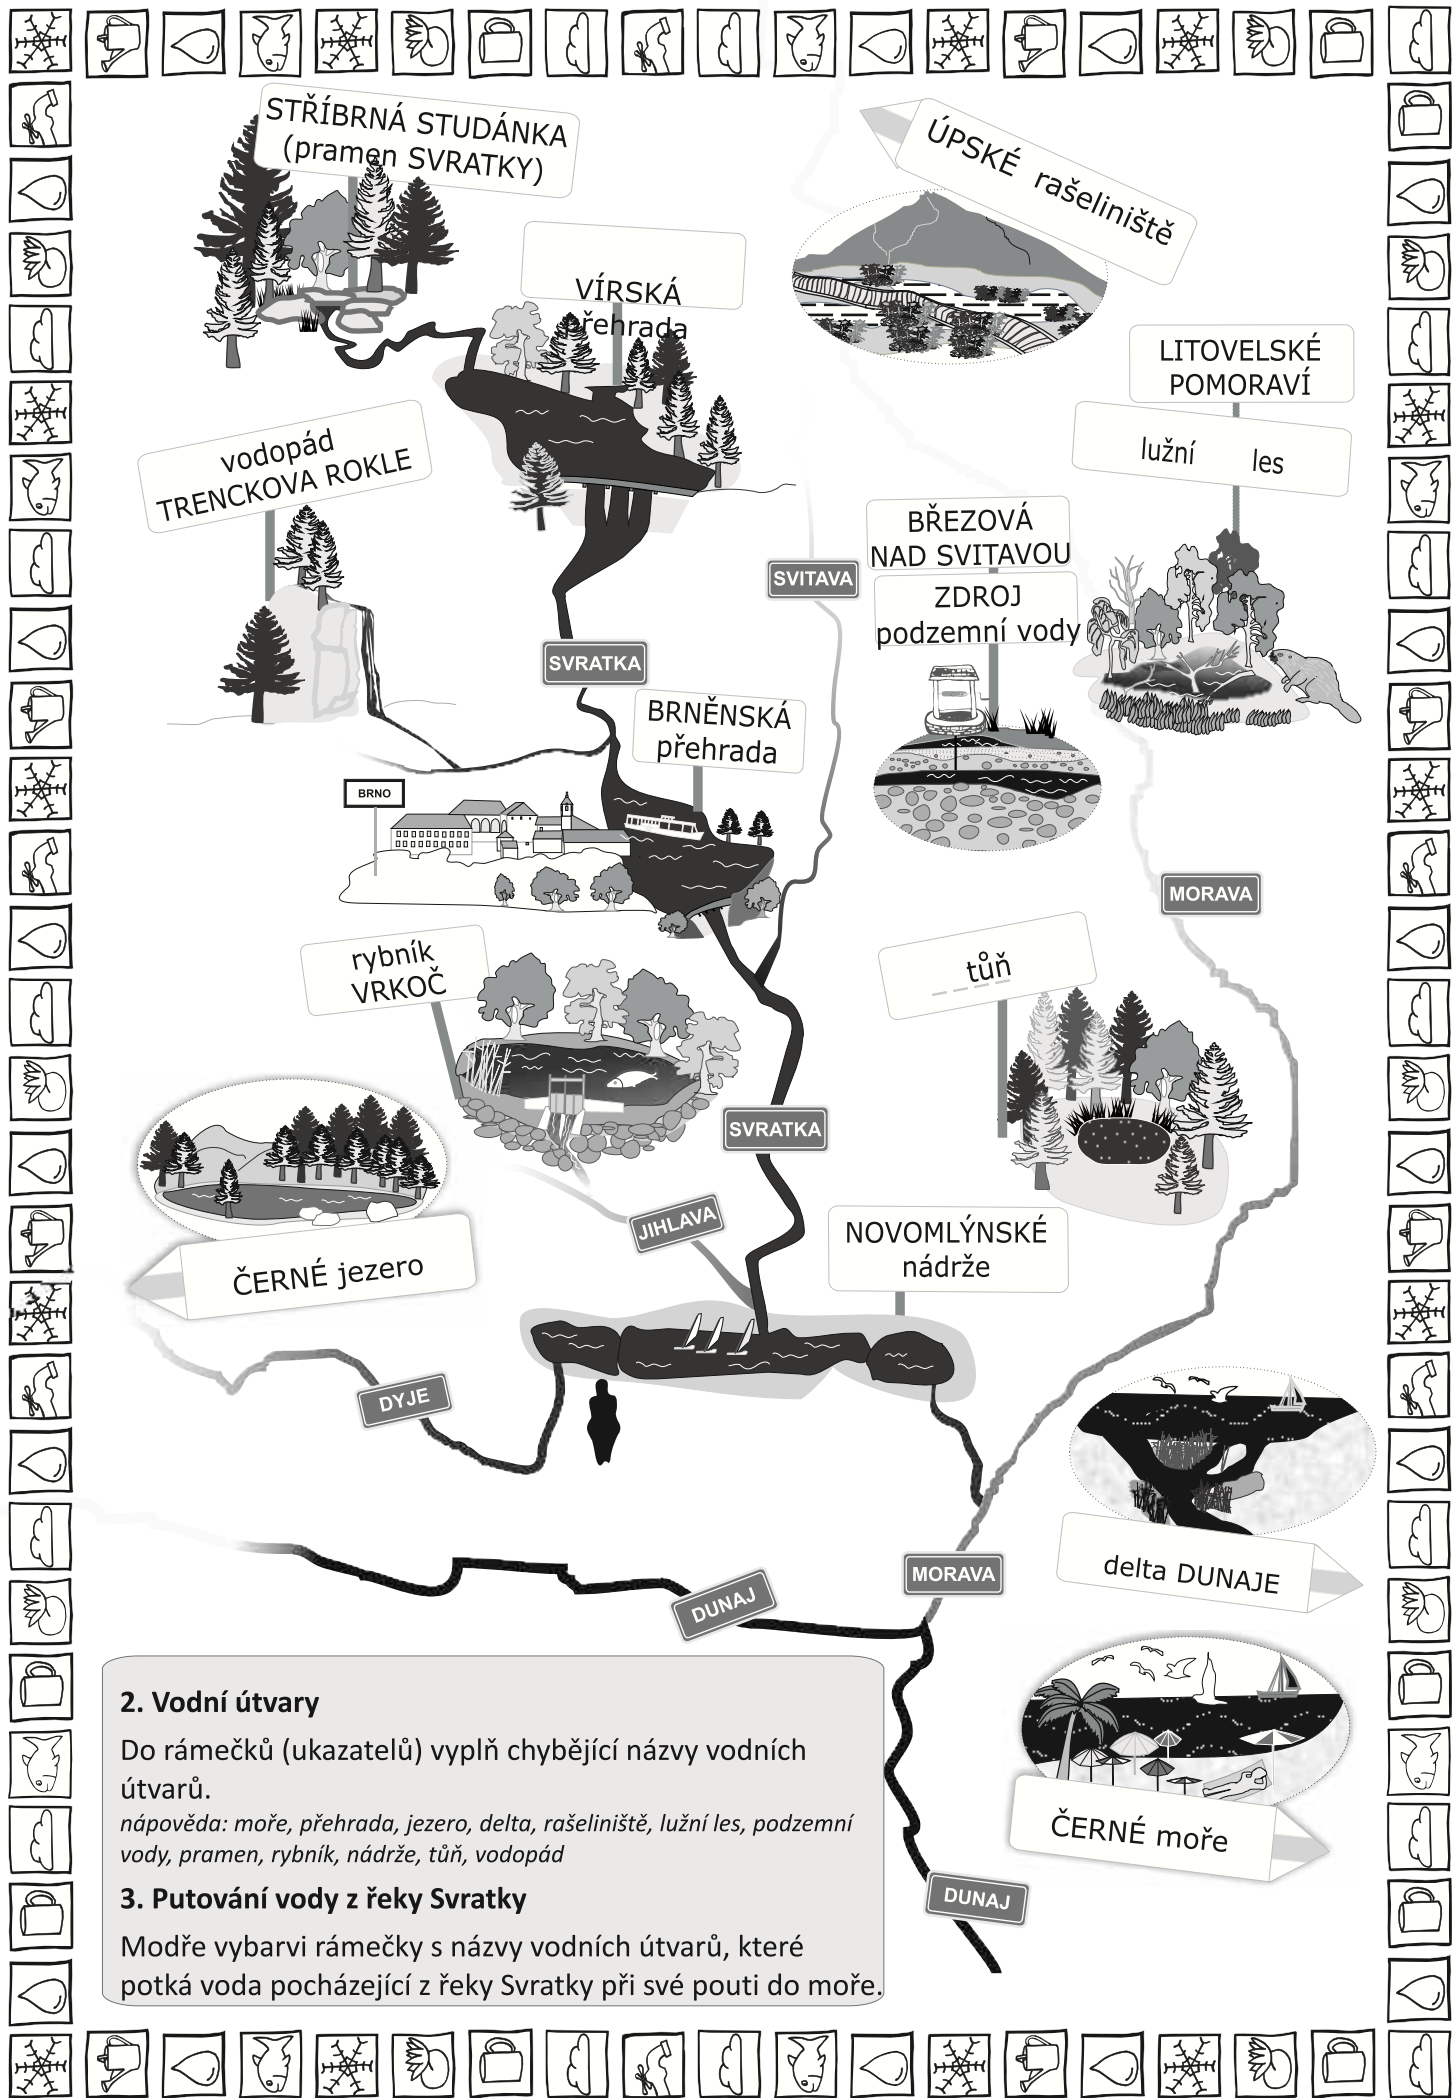 STŘÍBRNÁ STUDÁNKA
(pramen SVRATKY)
ÚPSKÉ rašeliniště
VÍRSKÁ
přehrada
LITOVELSKÉ
POMORAVÍ
lužní les
vodopád
TRENCKOVA ROKLE
BŘEZOVÁ
NAD SVITAVOU
ZDROJ
podzemní vody
SVITAVA
SVRATKA
BRNĚNSKÁ
přehrada
BRNO
MORAVA
rybník
VRKOČ
tůň
SVRATKA
JIHLAVA
NOVOMLÝNSKÉ
nádrže
ČERNÉ jezero
DYJE
delta DUNAJE
MORAVA
DUNAJ
ČERNÉ moře
DUNAJ
2. Vodní útvary
Do rámečků (ukazatelů) vyplň chybějící názvy vodních
útvarů.
nápověda: moře, přehrada, jezero, delta, rašeliniště, lužní les, podzemní
vody, pramen, rybník, nádrže, tůň, vodopád
3. Putování vody z řeky Svratky
Modře vybarvi rámečky s názvy vodních útvarů, které
potká voda pocházející z řeky Svratky při své pouti do moře.